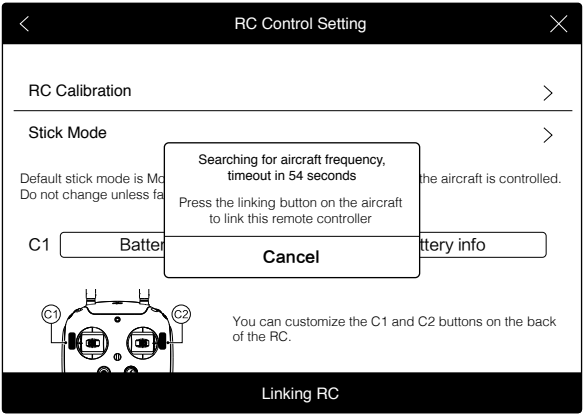 RC Control Setting
RC Calibration
Stick Mode
Default stick mode is Mo
the aircraft is controlled.
Do not change unless fa
Searching for aircraft frequency,
timeout in 54 seconds
Press the linking button on the aircraft
to link this remote controller
Cancel
C1
Batter
ttery info
C1
C2
You can customize the C1 and C2 buttons on the back
of the RC.
Linking RC